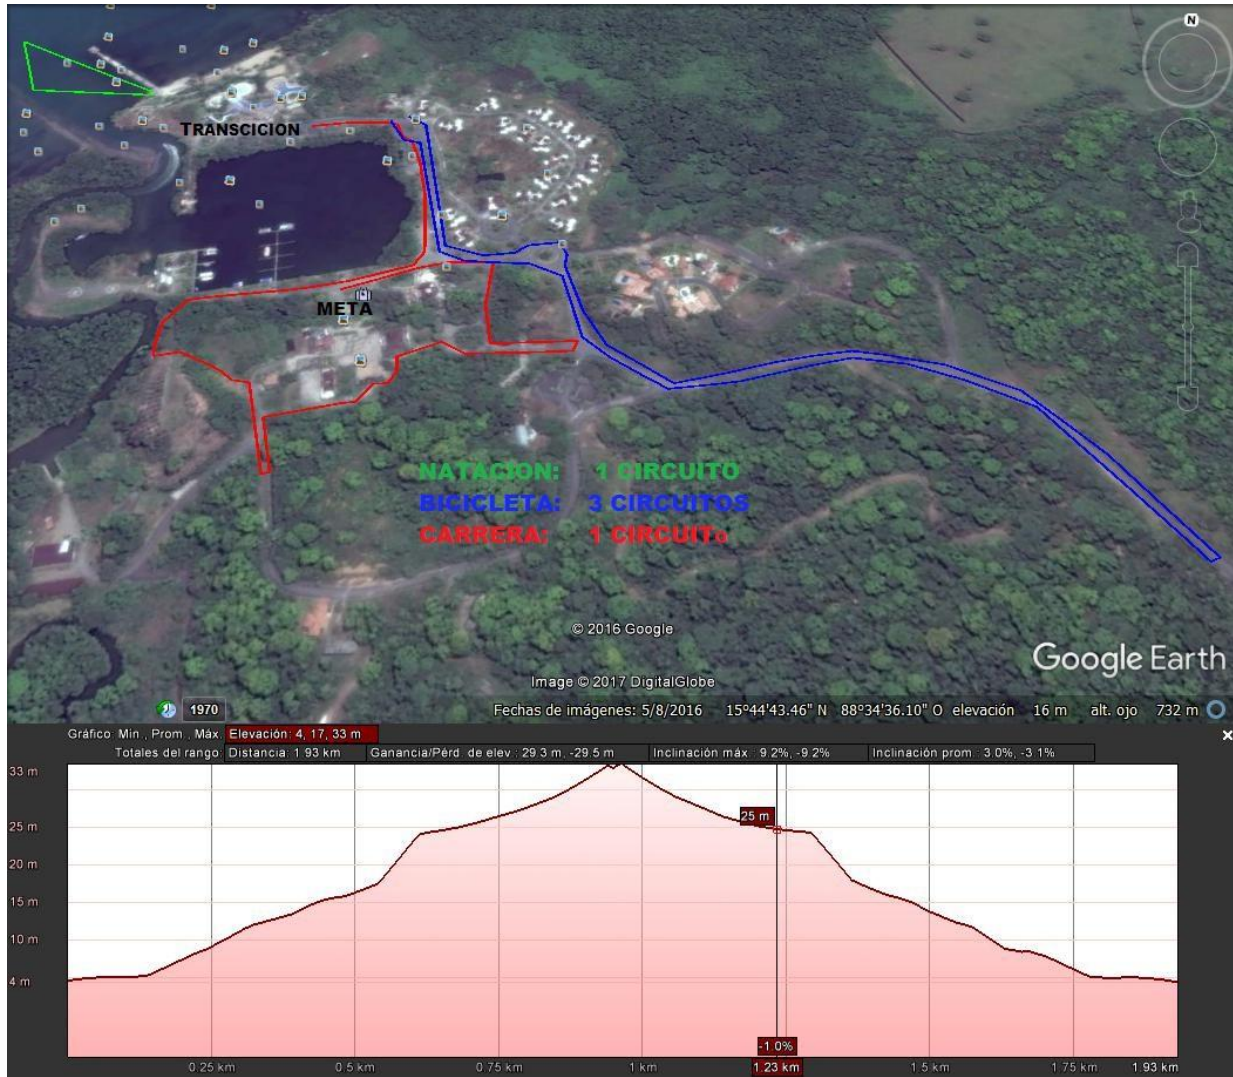 N
TRANSCICION
META
NATACION: 1 CIRCUITO
BICICLETA: 3 CIRCUITOS
CARRERA: 1 CIRCUITo
© 2016 Google
Google Earth
Image © 2017 DigitalGlobe
1970
Fechas de imágenes: 5/8/2016 15º44'43.46" N 88º34'36.10" O elevación 16 m alt. ojo 732 m
Gráfico: Mín., Prom., Máx. Elevación: 4, 17, 33 m
Totales del rango: Distancia: 1.93 km Ganancia/Pérd. de elev.: 29.3 m, -29.5 m Inclinación máx.: 9.2%, -9.2% Inclinación prom.: 3.0%, -3.1%
33 m
25 m
25 m
20 m
15 m
10 m
4 m
-1.0%
0.25 km 0.5 km 0.75 km 1 km 1.23 km 1.5 km 1.75 km 1.93 km